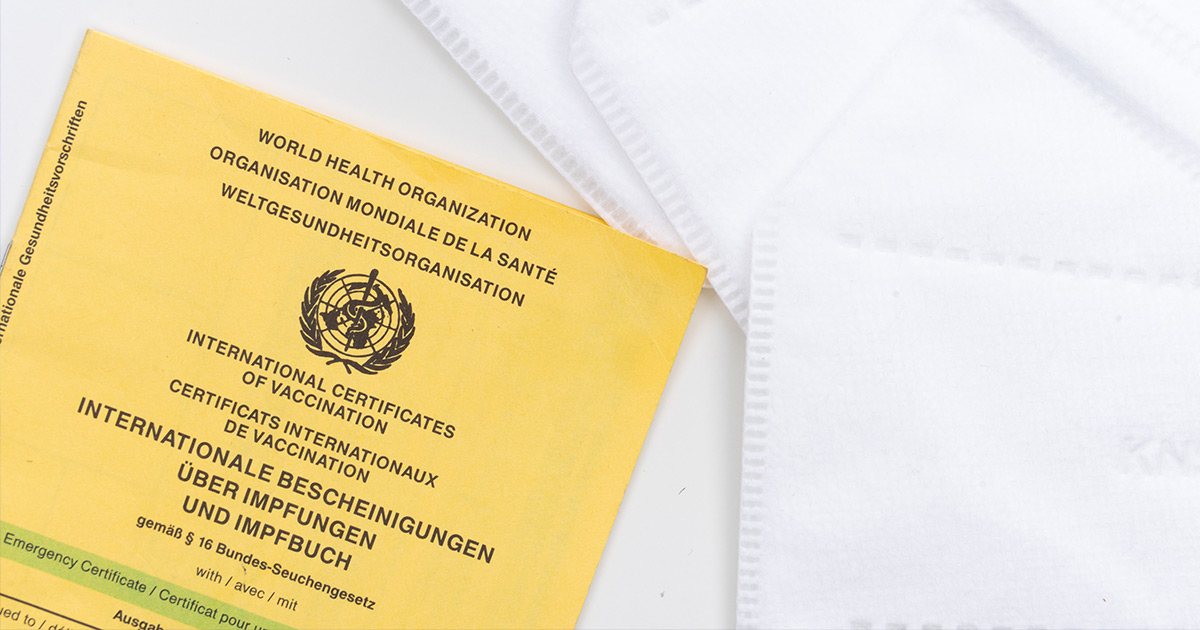 WORLD HEALTH ORGANIZATION
ORGANISATION MONDIALE DE LA SANTÉ
WELTGESUNDHEITSORGANISATION
INTERNATIONAL CERTIFICATES
OF VACCINATION
CERTIFICATS INTERNATIONAUX
DE VACCINATION
INTERNATIONALE BESCHEINIGUNGEN
ÜBER IMPFUNGEN
UND IMPFBUCH
gemäß § 16 Bundes-Seuchengesetz
with / avec / mit
Emergency Certificate / Certificat pour
Gesundheitsvorschriften